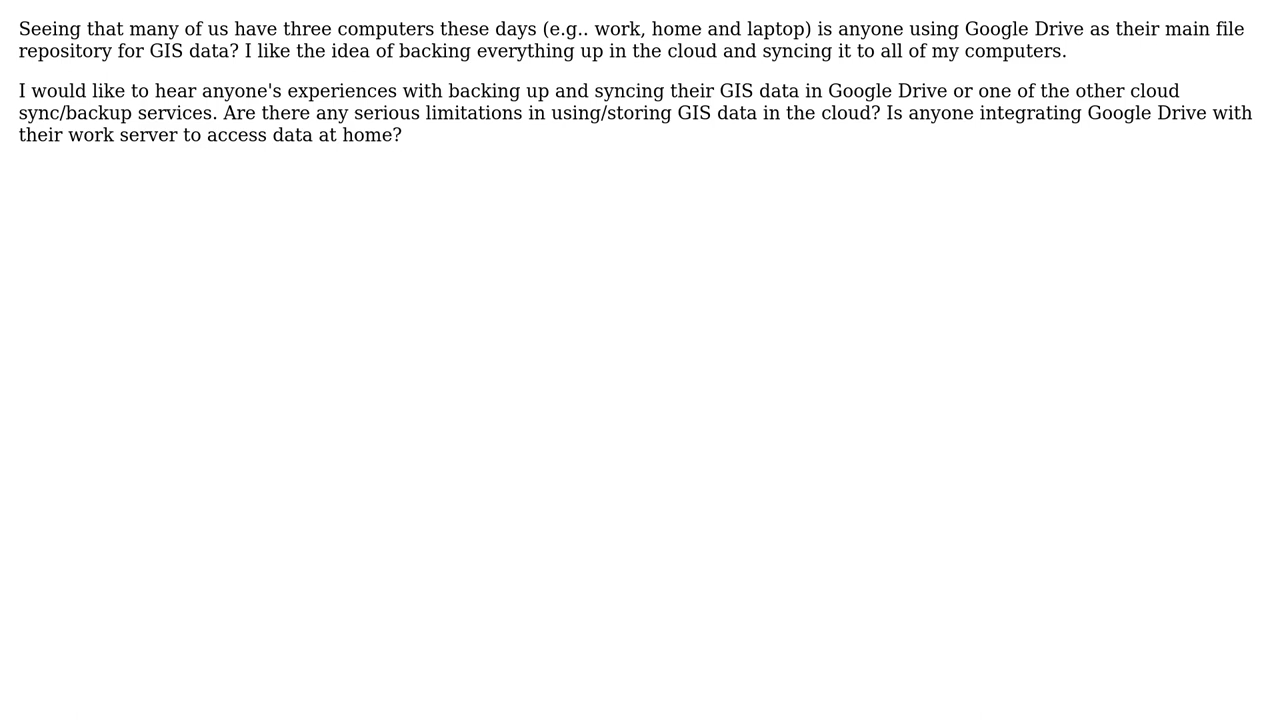 Seeing that many of us have three computers these days (e.g.. work, home and laptop) is anyone using Google Drive as their main file
repository for GIS data? I like the idea of backing everything up in the cloud and syncing it to all of my computers.
I would like to hear anyone's experiences with backing up and syncing their GIS data in Google Drive or one of the other cloud
sync/backup services. Are there any serious limitations in using/storing GIS data in the cloud? Is anyone integrating Google Drive with
their work server to access data at home?